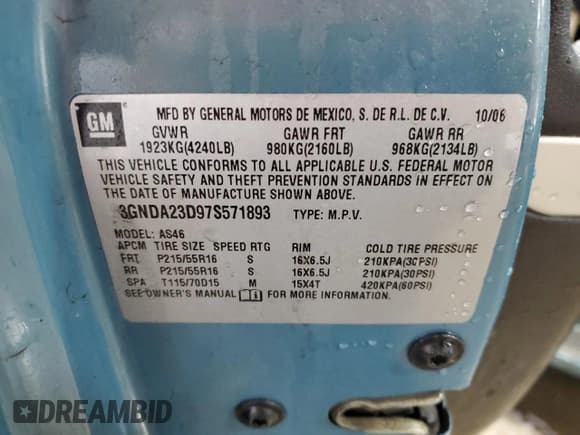 GM
MFD BY GENERAL MOTORS DE MEXICO, S. DE R.L. DE C.V. 10/06
GVWR GAWR FRT GAWR RR
1923KG(4240LB) 980KG(2160LB) 968KG(2134LB)
THIS VEHICLE CONFORMS TO ALL APPLICABLE U.S. FEDERAL MOTOR
VEHICLE SAFETY AND THEFT PREVENTION STANDARDS IN EFFECT ON
THE DATE OF MANUFACTURE SHOWN ABOVE.
3GNDA23D97S571893 TYPE: M.P.V.
MODEL: AS46
APCM TIRE SIZE SPEED RTG RIM COLD TIRE PRESSURE
FRT P215/55R16 S 16X6.5J 210KPA(30PSI)
RR P215/55R16 S 16X6.5J 210KPA(30PSI)
SPA T115/70D15 M 15X4T 420KPA(60PSI)
SEE OWNER'S MANUAL FOR MORE INFORMATION.
DREAMBID